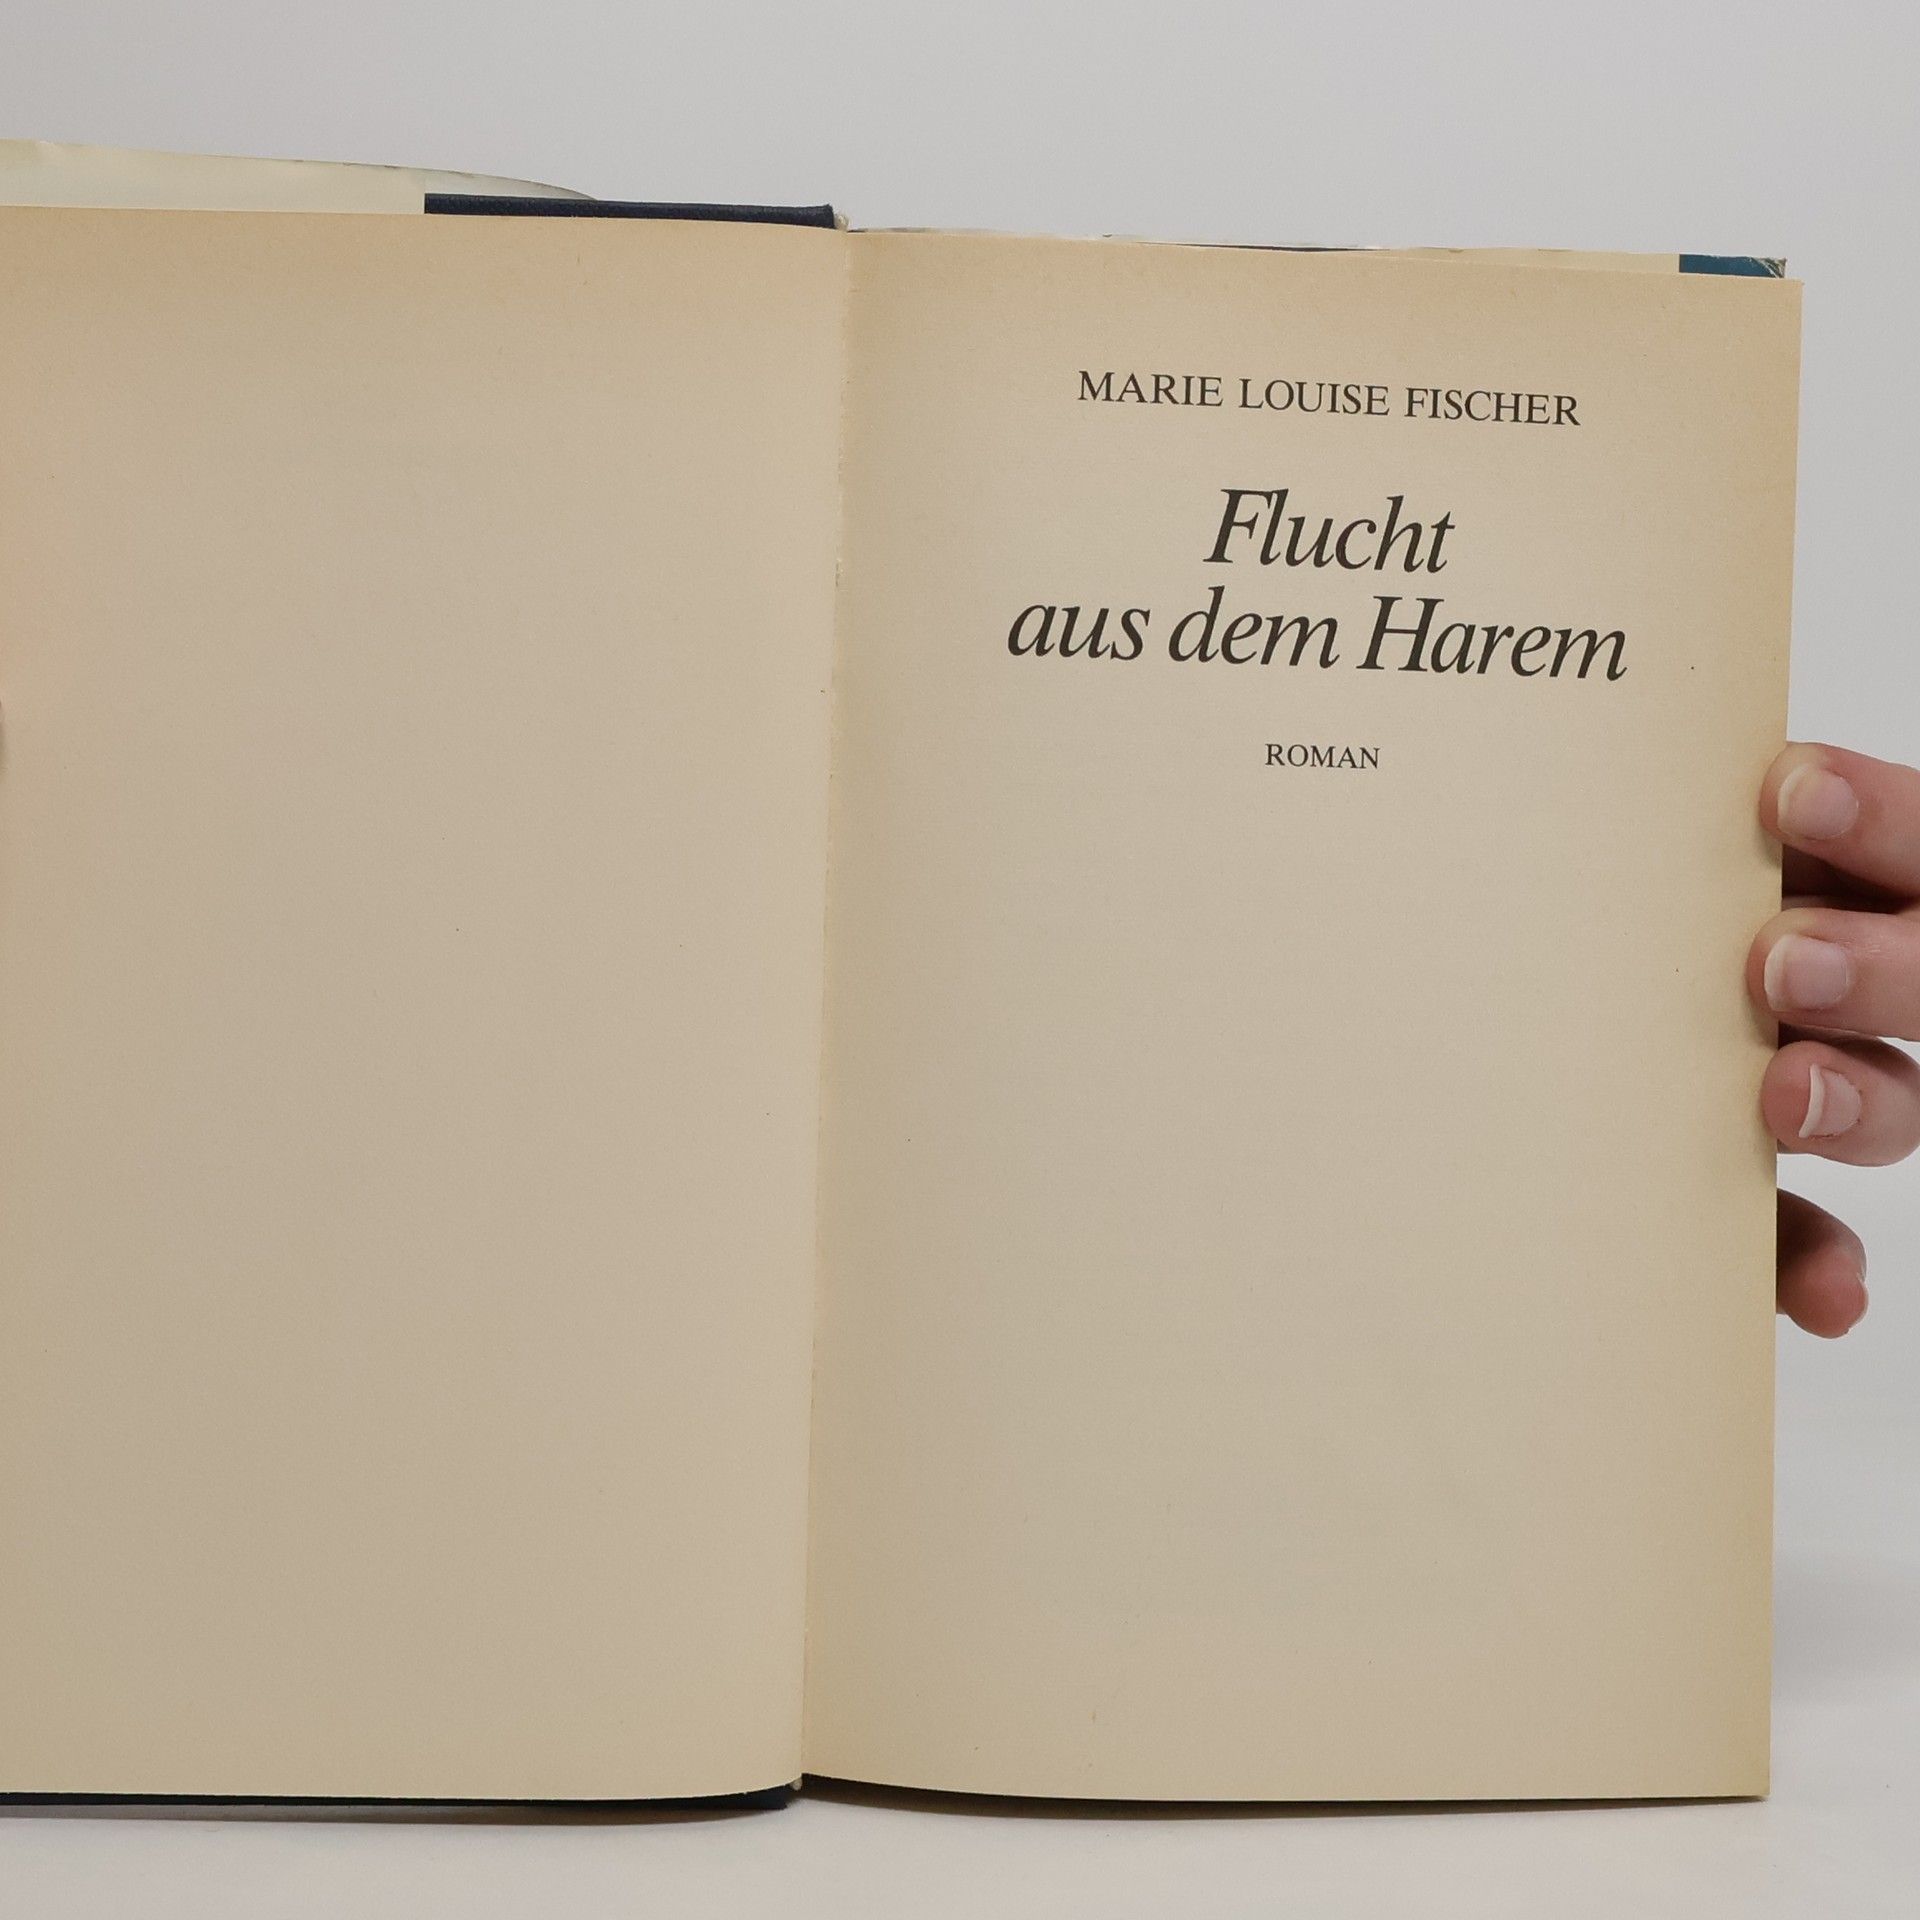 MARIE LOUISE FISCHER
Flucht
aus dem Harem
ROMAN